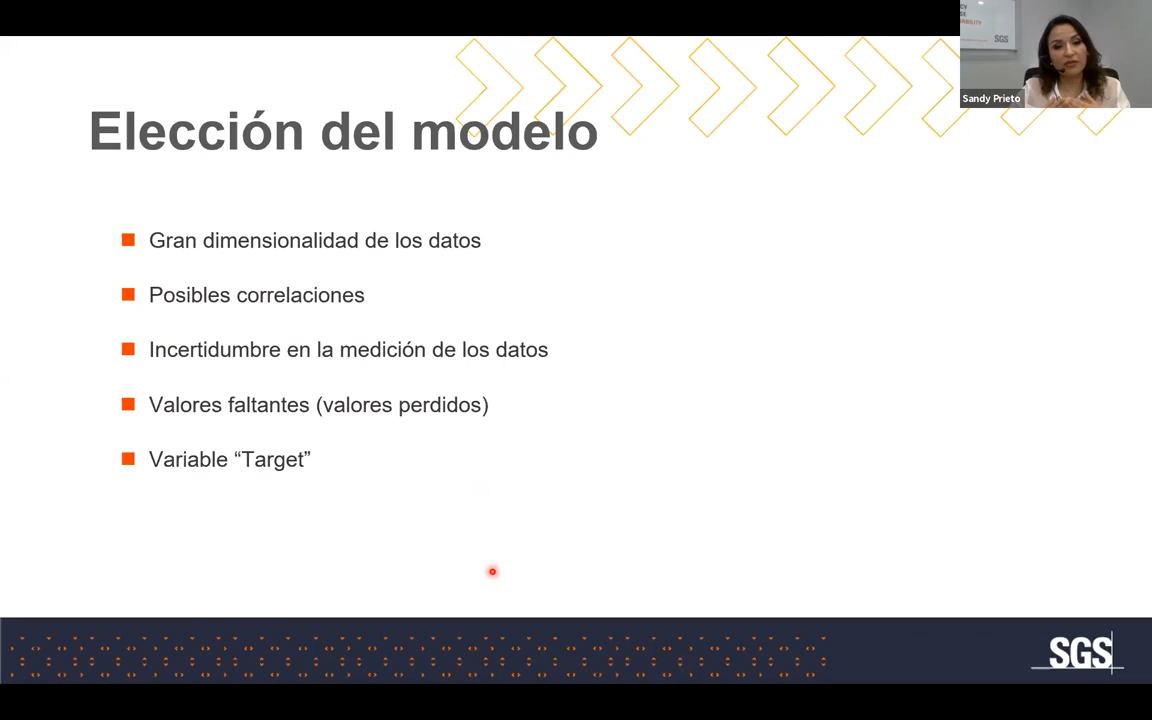 SGS
Sandy Prieto
Elección del modelo
Gran dimensionalidad de los datos
Posibles correlaciones
Incertidumbre en la medición de los datos
Valores faltantes (valores perdidos)
Variable “Target”
SGS